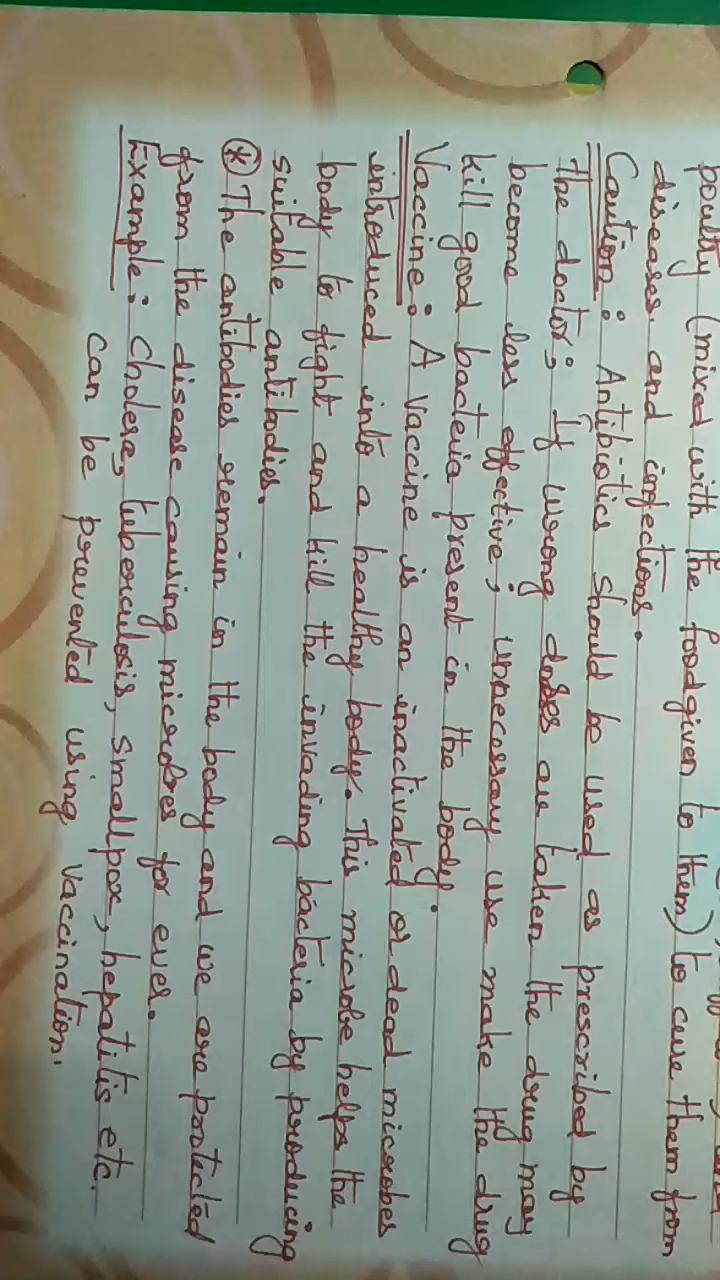 poultry (mixed with the food given to them) to cure them from
diseases and infections.
Caution : Antibiotics should be used as prescribed by
the doctor; If wrong doses are taken the drug may
become less effective; unnecessary use make the drug
kill good bacteria present in the body.
Vaccine : A vaccine is an inactivated or dead microbes
introduced into a healthy body. This microbe helps the
body to fight and kill the invading bacteria by producing
suitable antibodies.
* The antibodies remain in the body and we are protected
from the disease causing microbes for ever.
Example : Cholera, tuberculosis, smallpox, hepatitis etc.
can be prevented using vaccination.